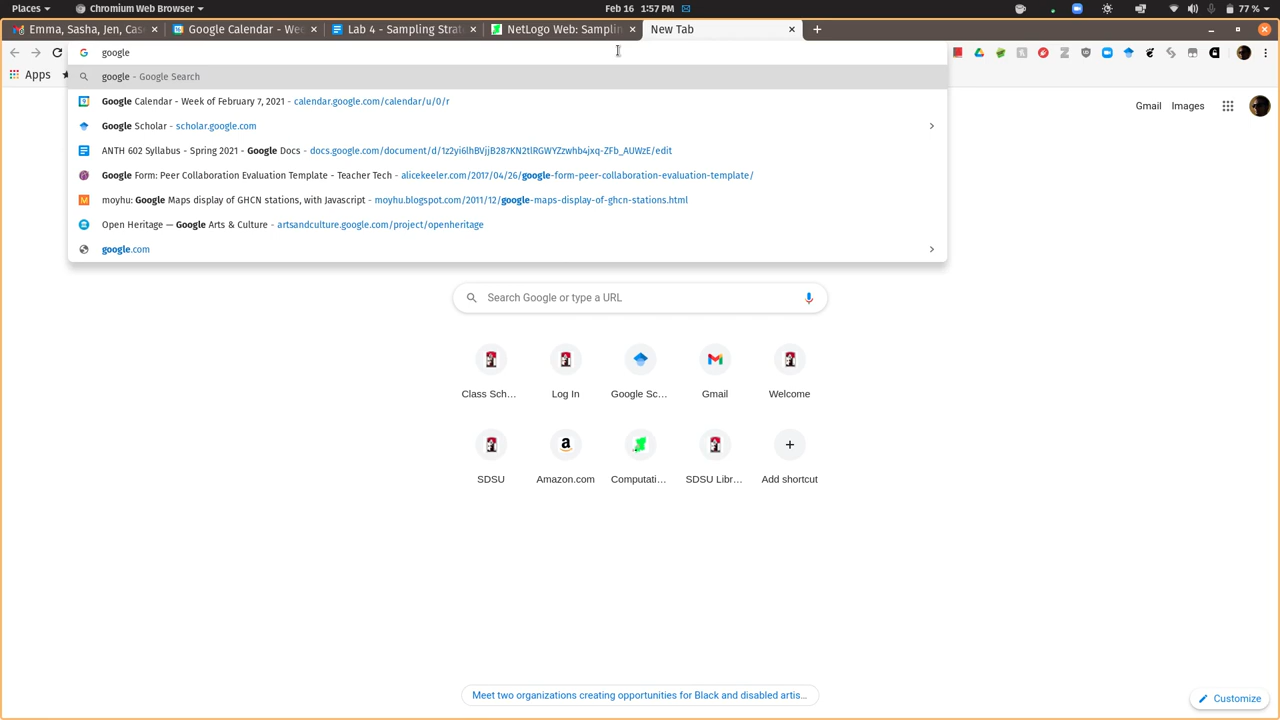 Places
Chromium Web Browser
Feb 16 1:57 PM
77 %
Emma, Sasha, Jen, Cas
Google Calendar - Wee
Lab 4 - Sampling Strat
NetLogo Web: Samplin
New Tab
google
Apps
google - Google Search
Google Calendar - Week of February 7, 2021 - calendar.google.com/calendar/u/0/r
Google Scholar - scholar.google.com
ANTH 602 Syllabus - Spring 2021 - Google Docs - docs.google.com/document/d/1z2yi6lhBVjjB287KN2tlRGWYZzwhb4jxq-ZFb_AUWzE/edit
Google Form: Peer Collaboration Evaluation Template - Teacher Tech - alicekeeler.com/2017/04/26/google-form-peer-collaboration-evaluation-template/
moyhu: Google Maps display of GHCN stations, with Javascript - moyhu.blogspot.com/2011/12/google-maps-display-of-ghcn-stations.html
Open Heritage — Google Arts & Culture - artsandculture.google.com/project/openheritage
google.com
Gmail Images
Search Google or type a URL
Class Sch... Log In Google Sc... Gmail Welcome
SDSU Amazon.com Computati... SDSU Libr... Add shortcut
Meet two organizations creating opportunities for Black and disabled artis...
Customize